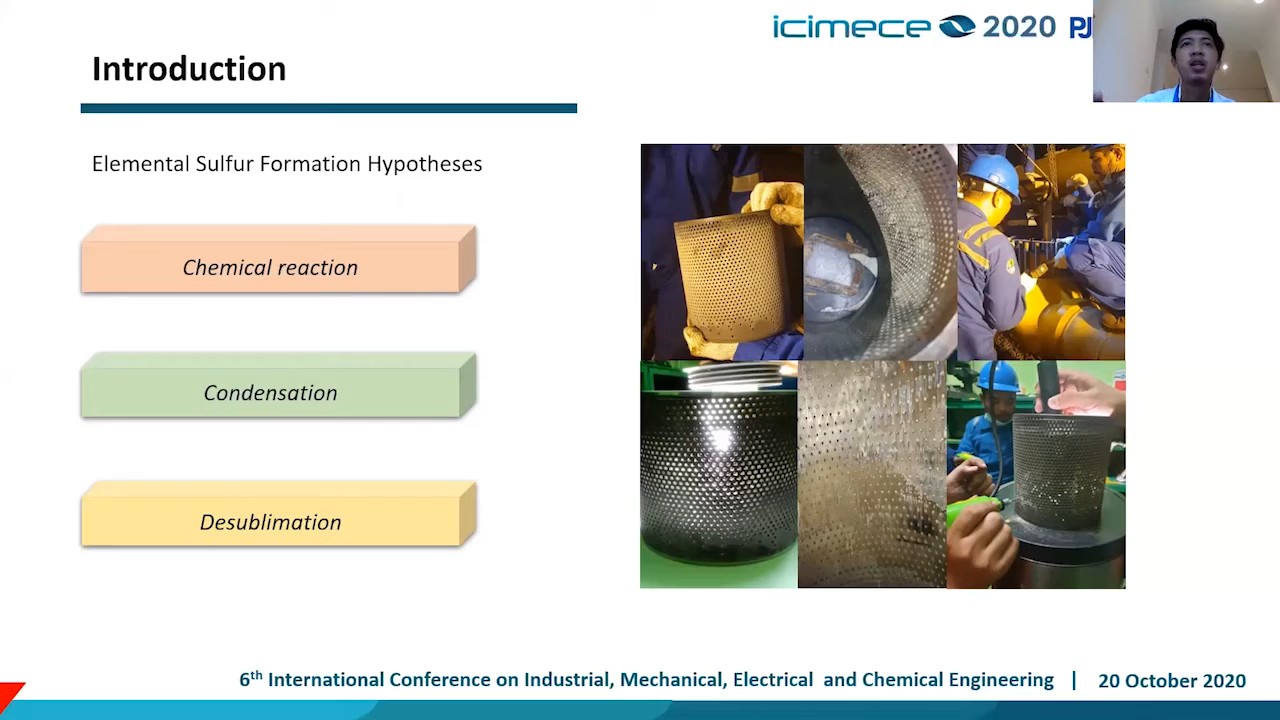 icimece 2020 PJ
Introduction
Elemental Sulfur Formation Hypotheses
Chemical reaction
Condensation
Desublimation
6th International Conference on Industrial, Mechanical, Electrical and Chemical Engineering | 20 October 2020